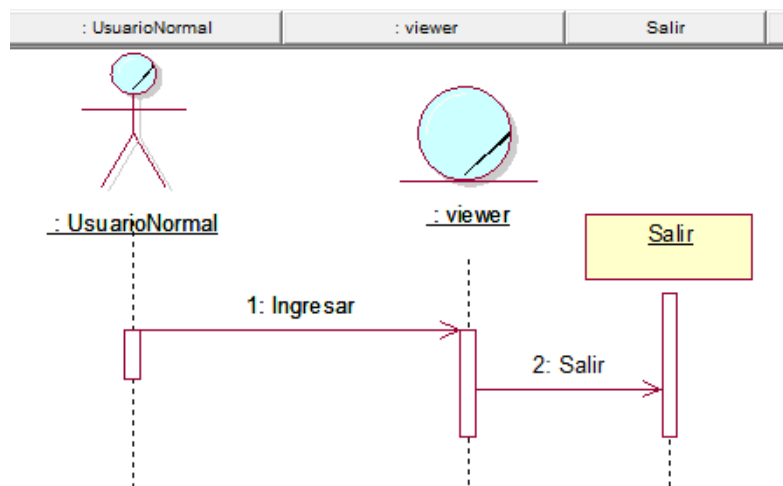 : UsuarioNormal
: viewer
Salir
: UsuarioNormal
: viewer
Salir
1: Ingresar
2: Salir